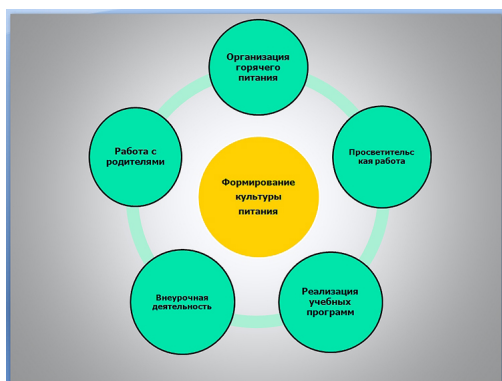 Организация
горячего
питания
Работа с
родителями
Просветительс
кая работа
Формирование
культуры
питания
Внеурочная
деятельность
Реализация
учебных
программ